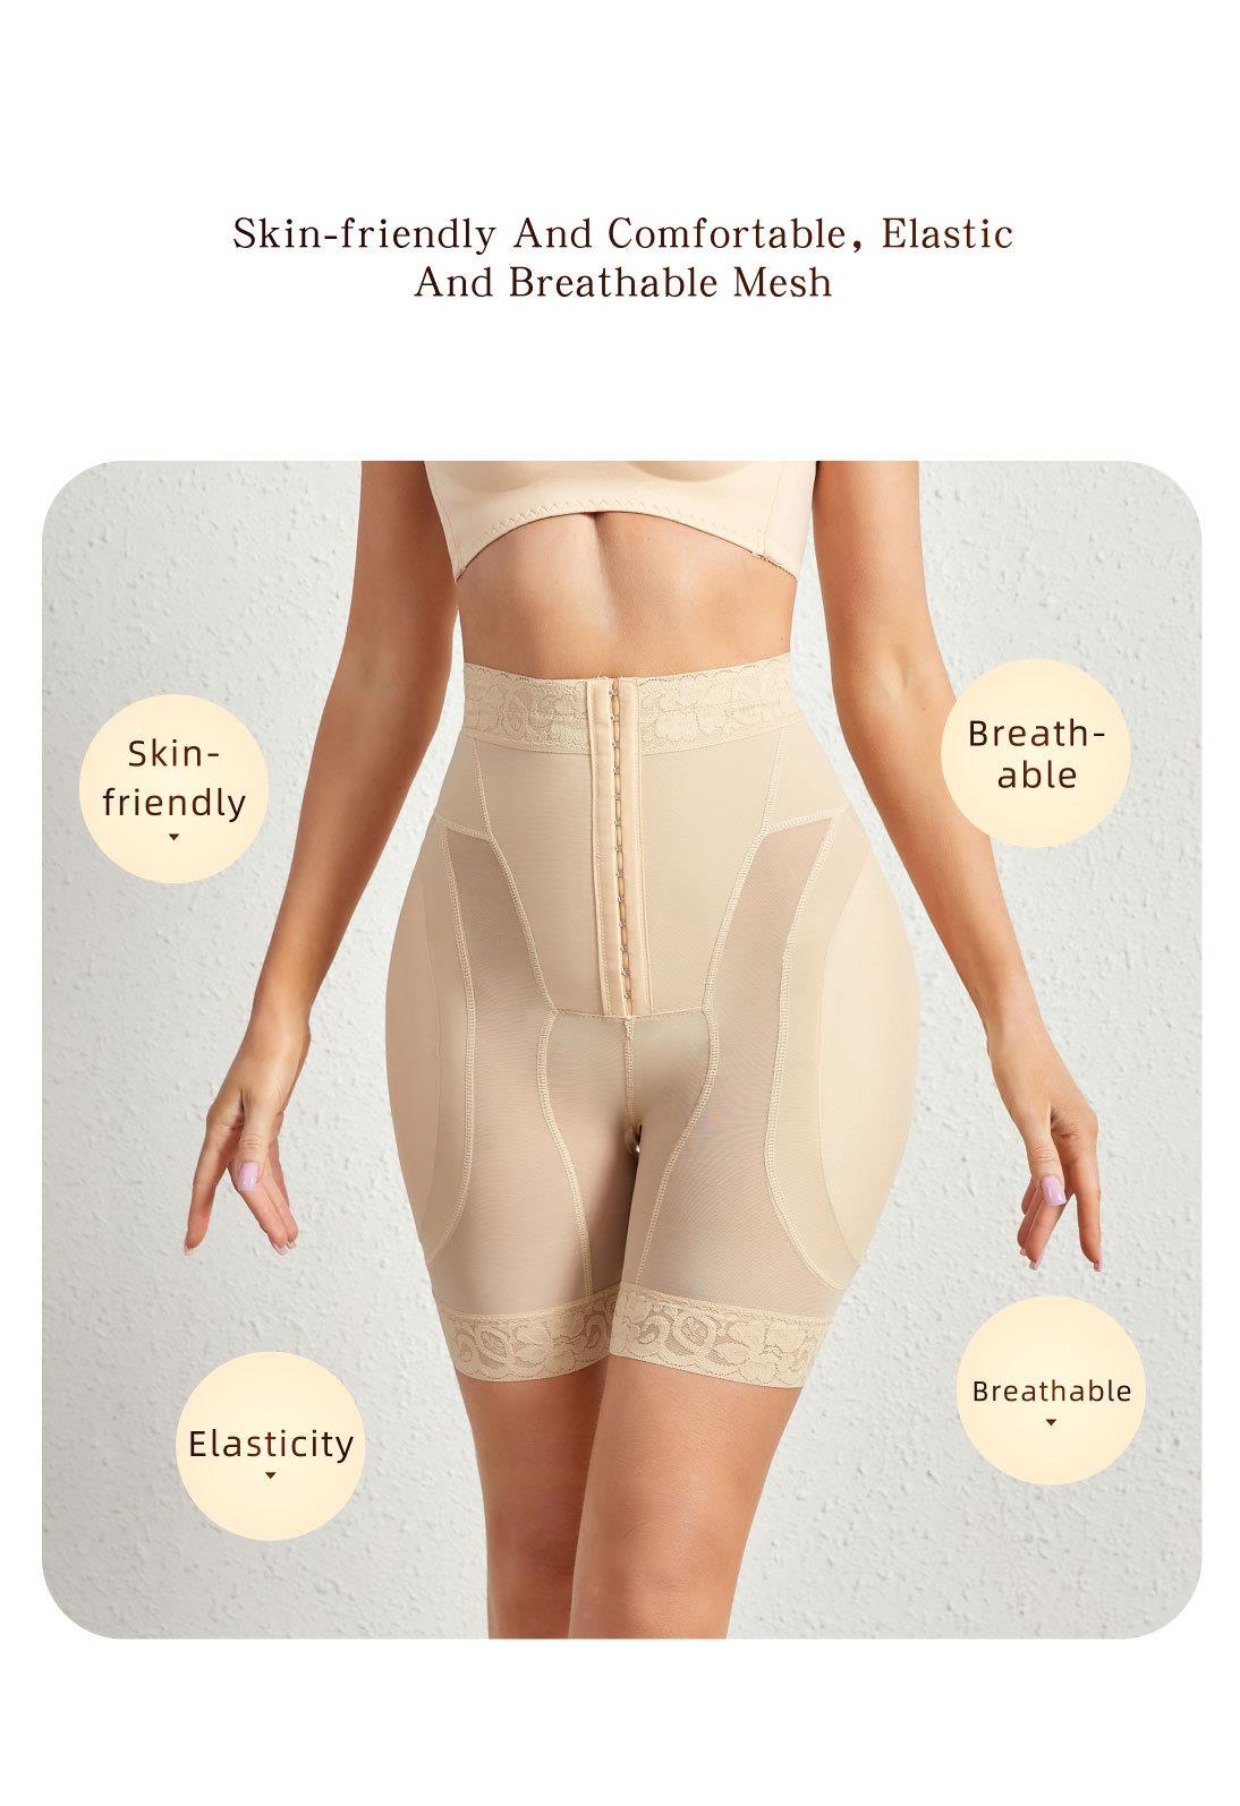 Skin-friendly And Comfortable, Elastic
And Breathable Mesh
Skin-
friendly
Breath-
able
Elasticity
Breathable